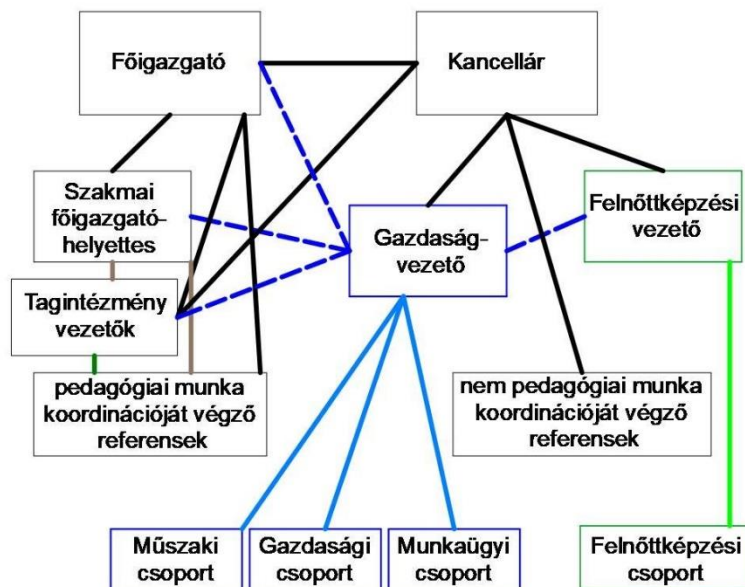 Főigazgató
Kancellár
Szakmai
főigazgató-
helyettes
Gazdaság-
vezető
Felnőttképzési
vezető
Tagintézmény
vezetők
pedagógiai munka
koordinációját végző
referensek
nem pedagógiai munka
koordinációját végző
referensek
Műszaki
csoport
Gazdasági
csoport
Munkaügyi
csoport
Felnőttképzési
csoport